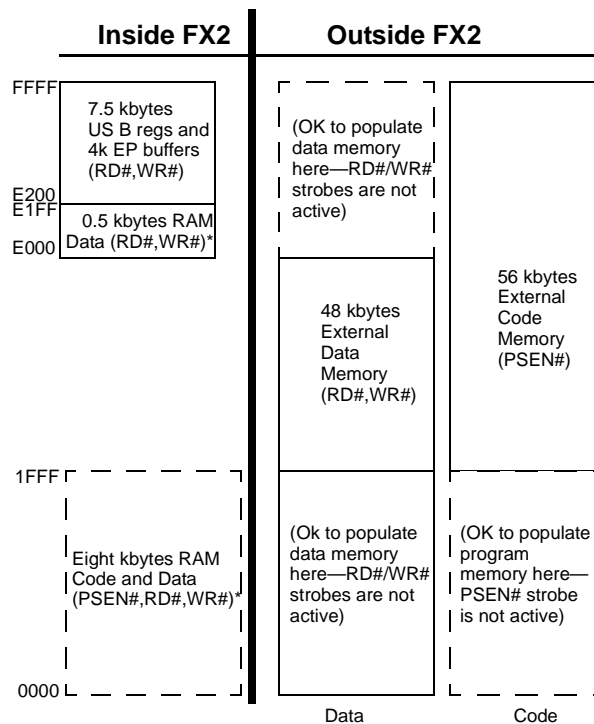 Inside FX2
Outside FX2
FFFF
7.5 kbytes
US B regs and
4k EP buffers
(RD#,WR#)
E200
E1FF
0.5 kbytes RAM
Data (RD#,WR#)*
E000
(OK to populate
data memory
here—RD#/WR#
strobes are not
active)
48 kbytes
External
Data
Memory
(RD#,WR#)
56 kbytes
External
Code
Memory
(PSEN#)
1FFF
Eight kbytes RAM
Code and Data
(PSEN#,RD#,WR#)*
0000
(Ok to populate
data memory
here—RD#/WR#
strobes are not
active)
(OK to populate
program
memory here—
PSEN# strobe
is not active)
Data
Code